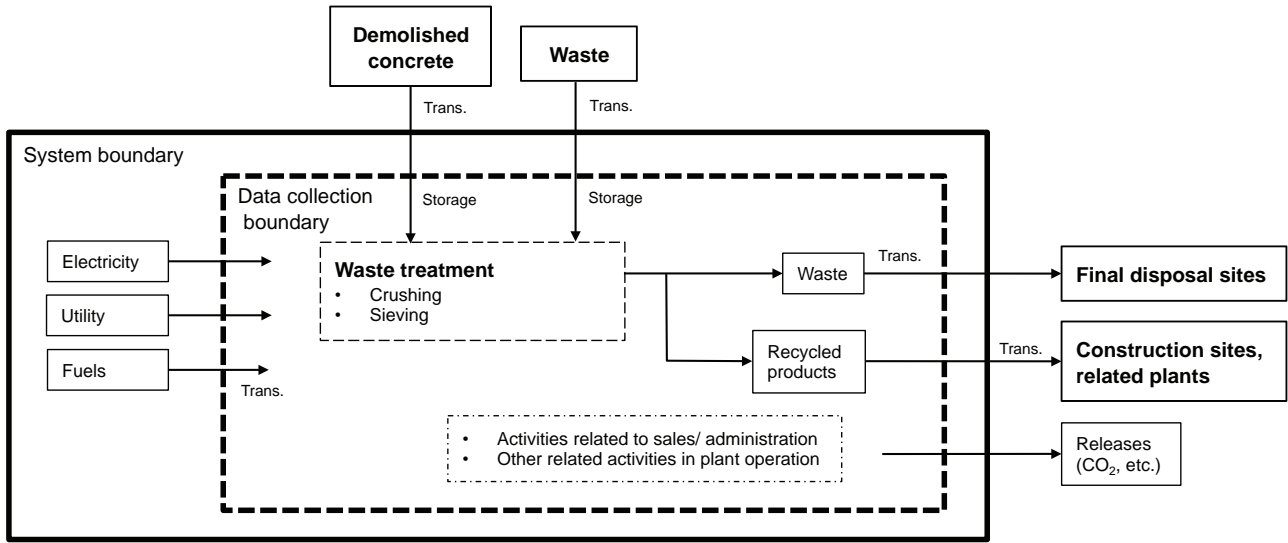 Demolished
concrete
Waste
Trans.
Trans.
System boundary
Data collection
boundary
Storage
Storage
Electricity
Utility
Fuels
Trans.
Waste treatment
• Crushing
• Sieving
Waste
Trans.
Final disposal sites
Recycled
products
Trans.
Construction sites,
related plants
• Activities related to sales/ administration
• Other related activities in plant operation
Releases
(CO₂, etc.)